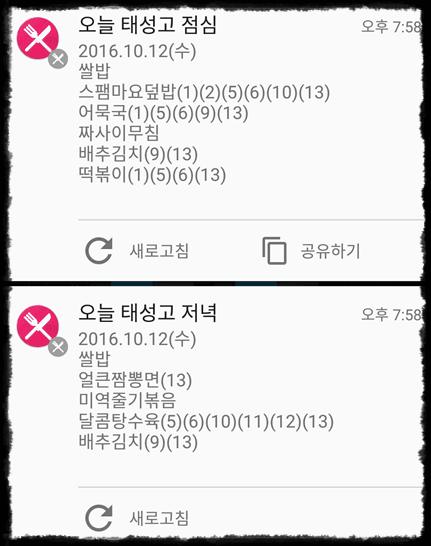 오늘 태성고 점심 오후 7:58
2016.10.12(수)
쌀밥
스팸마요덮밥(1)(2)(5)(6)(10)(13)
어묵국(1)(5)(6)(9)(13)
짜사이무침
배추김치(9)(13)
떡볶이(1)(5)(6)(13)
새로고침 공유하기
오늘 태성고 저녁 오후 7:58
2016.10.12(수)
쌀밥
얼큰짬뽕면(13)
미역줄기볶음
달콤탕수육(5)(6)(10)(11)(12)(13)
배추김치(9)(13)
새로고침